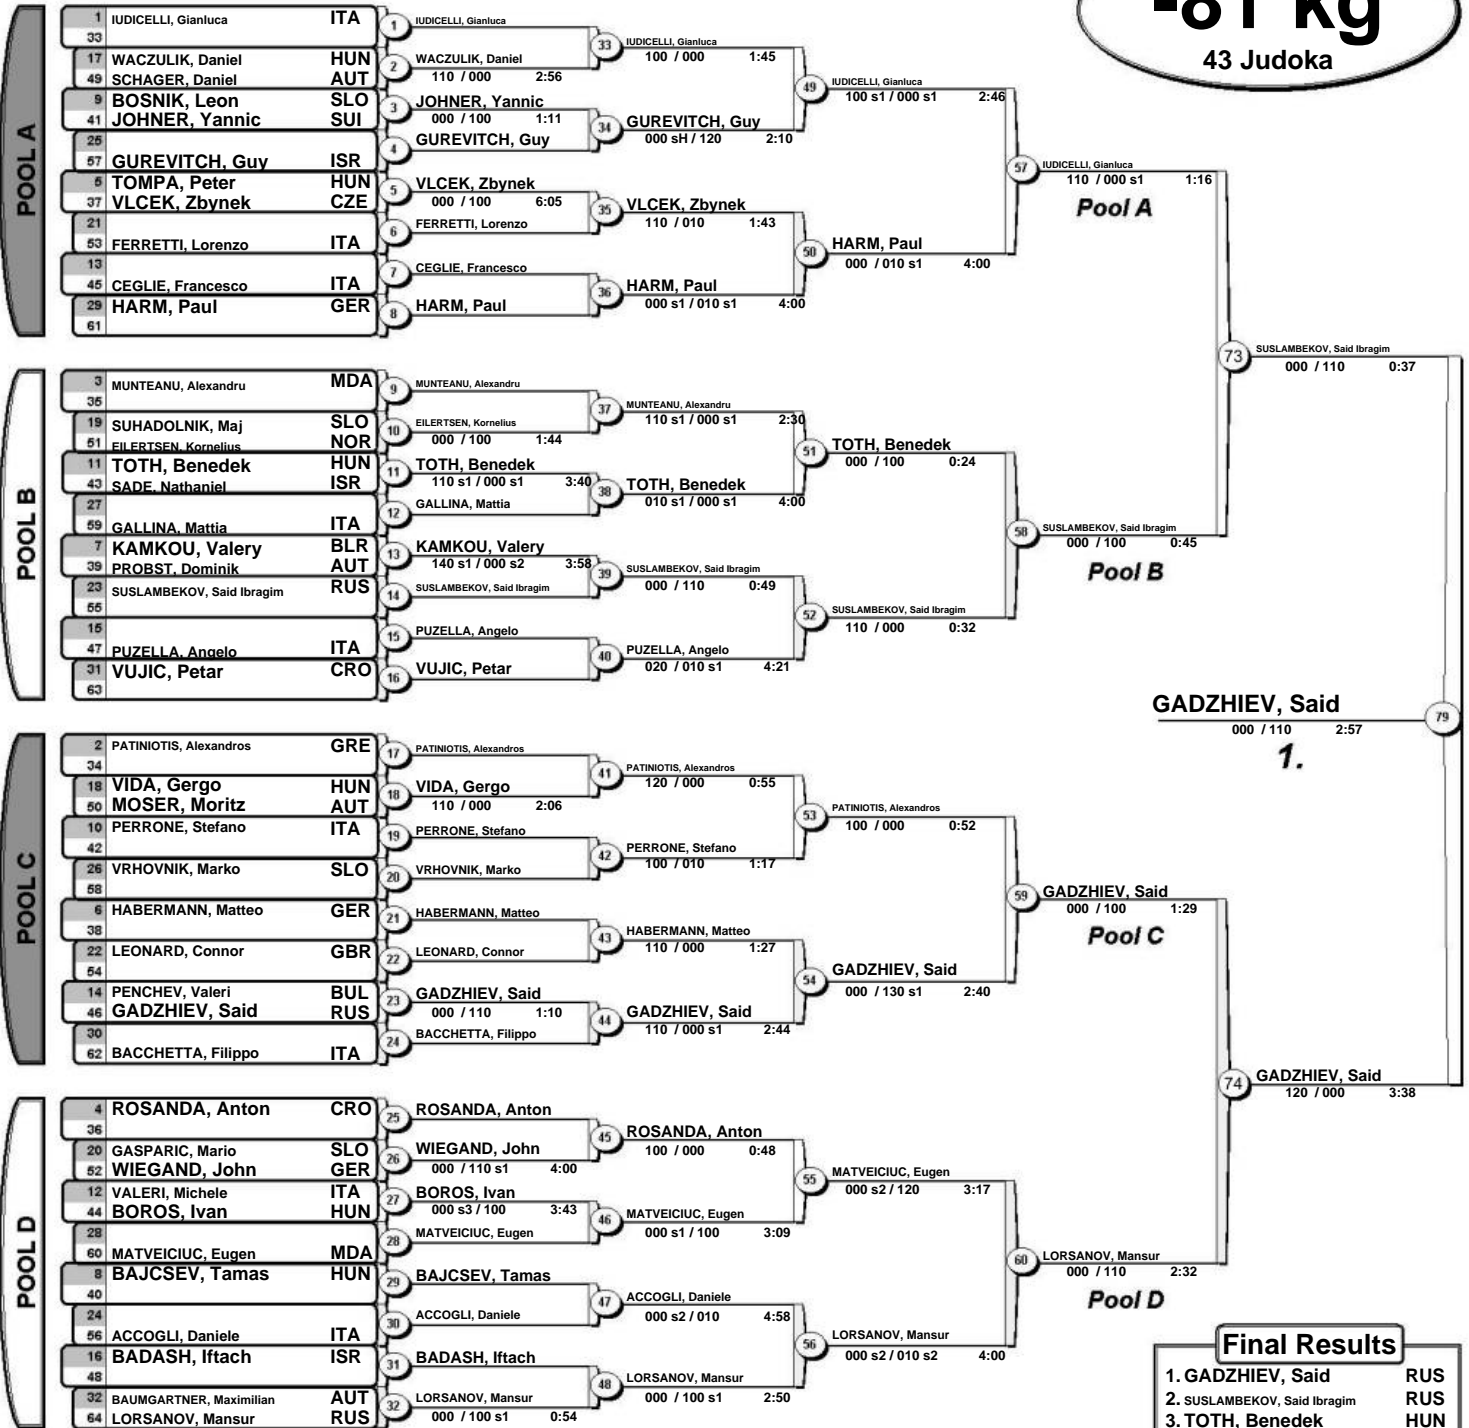 -81 kg
43 Judoka
POOL A
1 IUDICELLI, Gianluca ITA
33
17 WACZULIK, Daniel HUN
49 SCHAGER, Daniel AUT
9 BOSNIK, Leon SLO
41 JOHNER, Yannic SUI
25
57 GUREVITCH, Guy ISR
5 TOMPA, Peter HUN
37 VLCEK, Zbynek CZE
21
53 FERRETTI, Lorenzo ITA
13
45 CEGLIE, Francesco ITA
29 HARM, Paul GER
61
1 IUDICELLI, Gianluca
2 WACZULIK, Daniel
110 / 000 2:56
3 JOHNER, Yannic
000 / 100 1:11
4 GUREVITCH, Guy
5 VLCEK, Zbynek
000 / 100 6:05
6 FERRETTI, Lorenzo
7 CEGLIE, Francesco
8 HARM, Paul
33 IUDICELLI, Gianluca
100 / 000 1:45
34 GUREVITCH, Guy
000 sH / 120 2:10
35 VLCEK, Zbynek
110 / 010 1:43
36 HARM, Paul
000 s1 / 010 s1 4:00
49 IUDICELLI, Gianluca
100 s1 / 000 s1 2:46
50 HARM, Paul
000 / 010 s1 4:00
57 IUDICELLI, Gianluca
110 / 000 s1 1:16
Pool A
POOL B
3 MUNTEANU, Alexandru MDA
35
19 SUHADOLNIK, Maj SLO
51 EILERTSEN, Kornelius NOR
11 TOTH, Benedek HUN
43 SADE, Nathaniel ISR
27
59 GALLINA, Mattia ITA
7 KAMKOU, Valery BLR
39 PROBST, Dominik AUT
23 SUSLAMBEKOV, Said Ibragim RUS
55
15
47 PUZELLA, Angelo ITA
31 VUJIC, Petar CRO
63
9 MUNTEANU, Alexandru
10 EILERTSEN, Kornelius
000 / 100 1:44
11 TOTH, Benedek
110 s1 / 000 s1 3:40
12 GALLINA, Mattia
13 KAMKOU, Valery
140 s1 / 000 s2 3:58
14 SUSLAMBEKOV, Said Ibragim
15 PUZELLA, Angelo
16 VUJIC, Petar
37 MUNTEANU, Alexandru
110 s1 / 000 s1 2:30
38 TOTH, Benedek
010 s1 / 000 s1 4:00
39 SUSLAMBEKOV, Said Ibragim
000 / 110 0:49
40 PUZELLA, Angelo
020 / 010 s1 4:21
51 TOTH, Benedek
000 / 100 0:24
52 SUSLAMBEKOV, Said Ibragim
110 / 000 0:32
58 SUSLAMBEKOV, Said Ibragim
000 / 100 0:45
Pool B
73 SUSLAMBEKOV, Said Ibragim
000 / 110 0:37
GADZHIEV, Said 79
000 / 110 2:57
1.
POOL C
2 PATINIOTIS, Alexandros GRE
34
18 VIDA, Gergo HUN
50 MOSER, Moritz AUT
10 PERRONE, Stefano ITA
42
26 VRHOVNIK, Marko SLO
58
6 HABERMANN, Matteo GER
38
22 LEONARD, Connor GBR
54
14 PENCHEV, Valeri BUL
46 GADZHIEV, Said RUS
30
62 BACCHETTA, Filippo ITA
17 PATINIOTIS, Alexandros
18 VIDA, Gergo
110 / 000 2:06
19 PERRONE, Stefano
20 VRHOVNIK, Marko
21 HABERMANN, Matteo
22 LEONARD, Connor
23 GADZHIEV, Said
000 / 110 1:10
24 BACCHETTA, Filippo
41 PATINIOTIS, Alexandros
120 / 000 0:55
42 PERRONE, Stefano
100 / 010 1:17
43 HABERMANN, Matteo
110 / 000 1:27
44 GADZHIEV, Said
110 / 000 s1 2:44
53 PATINIOTIS, Alexandros
100 / 000 0:52
54 GADZHIEV, Said
000 / 130 s1 2:40
59 GADZHIEV, Said
000 / 100 1:29
Pool C
POOL D
4 ROSANDA, Anton CRO
36
20 GASPARIC, Mario SLO
52 WIEGAND, John GER
12 VALERI, Michele ITA
44 BOROS, Ivan HUN
28
60 MATVEICIUC, Eugen MDA
8 BAJCSEV, Tamas HUN
40
24
56 ACCOGLI, Daniele ITA
16 BADASH, Iftach ISR
48
32 BAUMGARTNER, Maximilian AUT
64 LORSANOV, Mansur RUS
25 ROSANDA, Anton
26 WIEGAND, John
000 / 110 s1 4:00
27 BOROS, Ivan
000 s3 / 100 3:43
28 MATVEICIUC, Eugen
29 BAJCSEV, Tamas
30 ACCOGLI, Daniele
31 BADASH, Iftach
32 LORSANOV, Mansur
000 / 100 s1 0:54
45 ROSANDA, Anton
100 / 000 0:48
46 MATVEICIUC, Eugen
000 s1 / 100 3:09
47 ACCOGLI, Daniele
000 s2 / 010 4:58
48 LORSANOV, Mansur
000 / 100 s1 2:50
55 MATVEICIUC, Eugen
000 s2 / 120 3:17
56 LORSANOV, Mansur
000 s2 / 010 s2 4:00
60 LORSANOV, Mansur
000 / 110 2:32
Pool D
74 GADZHIEV, Said
120 / 000 3:38
Final Results
1. GADZHIEV, Said RUS
2. SUSLAMBEKOV, Said Ibragim RUS
3. TOTH, Benedek HUN